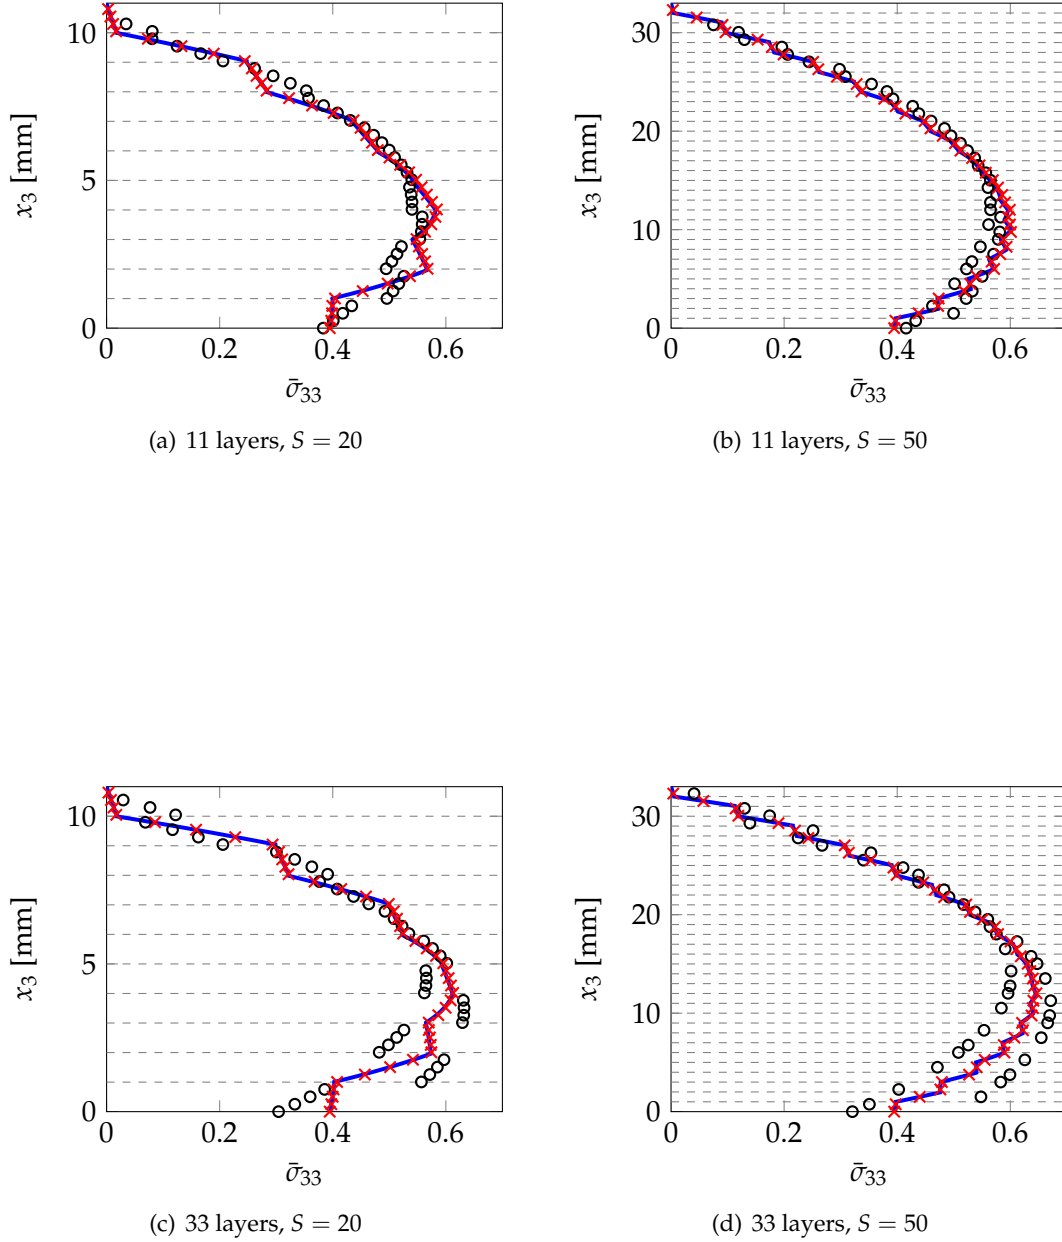 10
5
0
x₃ [mm]
0 0.2 0.4 0.6
σ̄₃₃
(a) 11 layers, S = 20
30
20
10
0
x₃ [mm]
0 0.2 0.4 0.6
σ̄₃₃
(b) 11 layers, S = 50
10
5
0
x₃ [mm]
0 0.2 0.4 0.6
σ̄₃₃
(c) 33 layers, S = 20
30
20
10
0
x₃ [mm]
0 0.2 0.4 0.6
σ̄₃₃
(d) 33 layers, S = 50